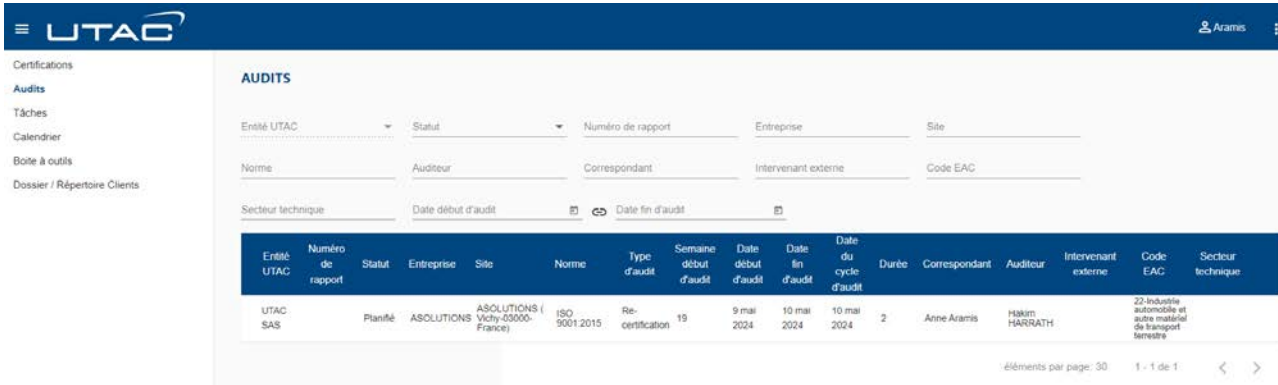 UTAC
Aramis
Certifications
Audits
Tâches
Calendrier
Boite à outils
Dossier / Répertoire Clients
AUDITS
Entité UTAC Statut Numéro de rapport Entreprise Site
Norme Auditeur Correspondant Intervenant externe Code EAC
Secteur technique Date début d'audit Date fin d'audit
Entité UTAC Numéro de rapport Statut Entreprise Site Norme Type d'audit Semaine début d'audit Date début d'audit Date fin d'audit Date du cycle d'audit Durée Correspondant Auditeur Intervenant externe Code EAC Secteur technique
UTAC SAS Planifié ASOLUTIONS ASOLUTIONS ( Vichy-03000- France) ISO 9001:2015 Re-certification 19 9 mai 2024 10 mai 2024 10 mai 2024 2 Anne Aramis Hakim HARRATH 22-Industrie automobile et autre matériel de transport terrestre
éléments par page: 30 1 - 1 de 1